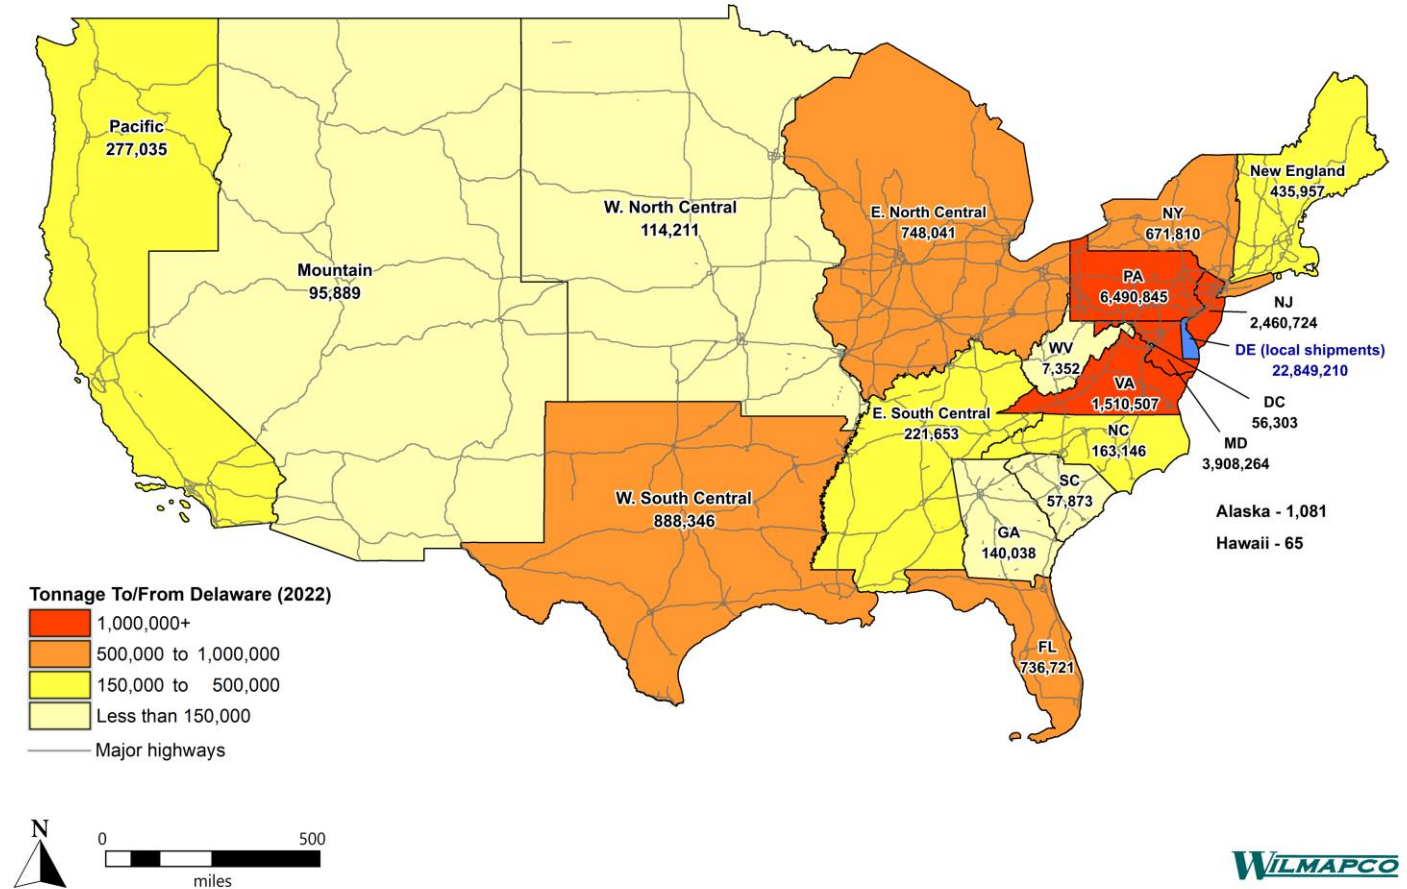 Pacific
277,035
Mountain
95,889
W. North Central
114,211
E. North Central
748,041
New England
435,957
NY
671,810
PA
6,490,845
NJ
2,460,724
DE (local shipments)
22,849,210
WV
7,352
VA
1,510,507
DC
56,303
MD
3,908,264
E. South Central
221,653
NC
163,146
SC
57,873
GA
140,038
W. South Central
888,346
FL
736,721
Alaska - 1,081
Hawaii - 65
Tonnage To/From Delaware (2022)
1,000,000+
500,000 to 1,000,000
150,000 to 500,000
Less than 150,000
Major highways
N
0 500
miles
WILMAPCO